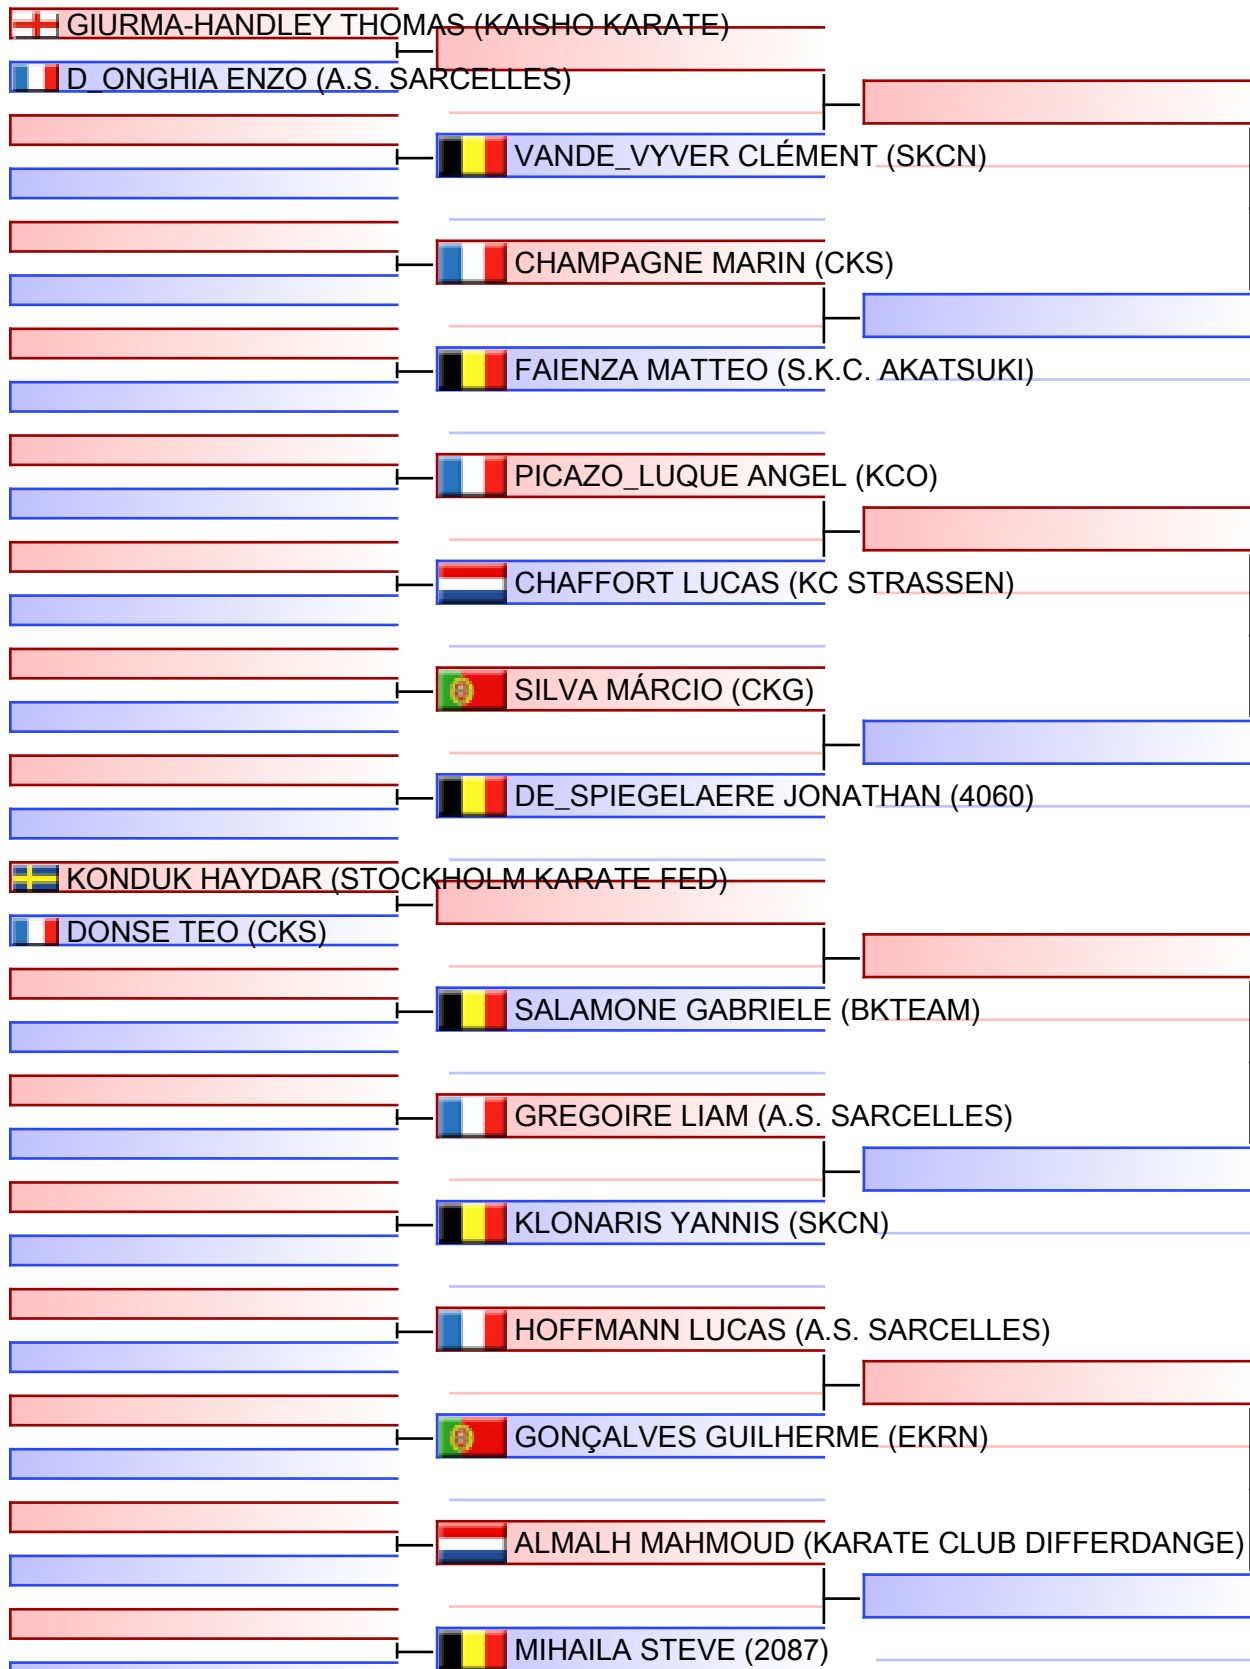 GIURMA-HANDLEY THOMAS (KAISHO KARATE)
D_ONGHIA ENZO (A.S. SARCELLES)
VANDE_VYVER CLÉMENT (SKCN)
CHAMPAGNE MARIN (CKS)
FAIENZA MATTEO (S.K.C. AKATSUKI)
PICAZO_LUQUE ANGEL (KCO)
CHAFFORT LUCAS (KC STRASSEN)
SILVA MÁRCIO (CKG)
DE_SPIEGELAERE JONATHAN (4060)
KONDUK HAYDAR (STOCKHOLM KARATE FED)
DONSE TEO (CKS)
SALAMONE GABRIELE (BKTEAM)
GREGOIRE LIAM (A.S. SARCELLES)
KLONARIS YANNIS (SKCN)
HOFFMANN LUCAS (A.S. SARCELLES)
GONÇALVES GUILHERME (EKRN)
ALMALH MAHMOUD (KARATE CLUB DIFFERDANGE)
MIHAILA STEVE (2087)